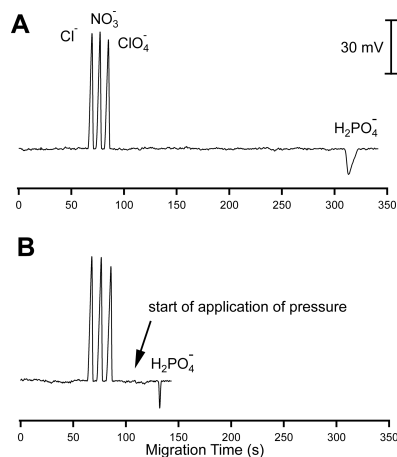 A
Cl⁻
NO₃⁻
ClO₄⁻
30 mV
H₂PO₄⁻
0 50 100 150 200 250 300 350
B
start of application of pressure
H₂PO₄⁻
0 50 100 150 200 250 300 350
Migration Time (s)